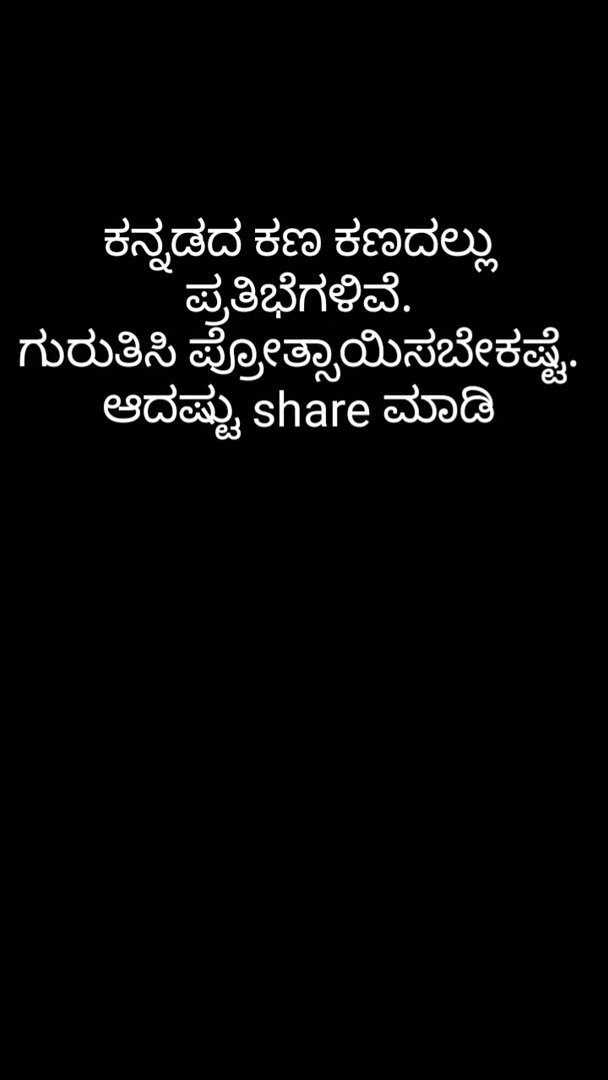 ಕನ್ನಡದ ಕಣ ಕಣದಲ್ಲು
ಪ್ರತಿಭೆಗಳಿವೆ.
ಗುರುತಿಸಿ ಪ್ರೋತ್ಸಾಯಿಸಬೇಕಷ್ಟೆ.
ಆದಷ್ಟು share ಮಾಡಿ